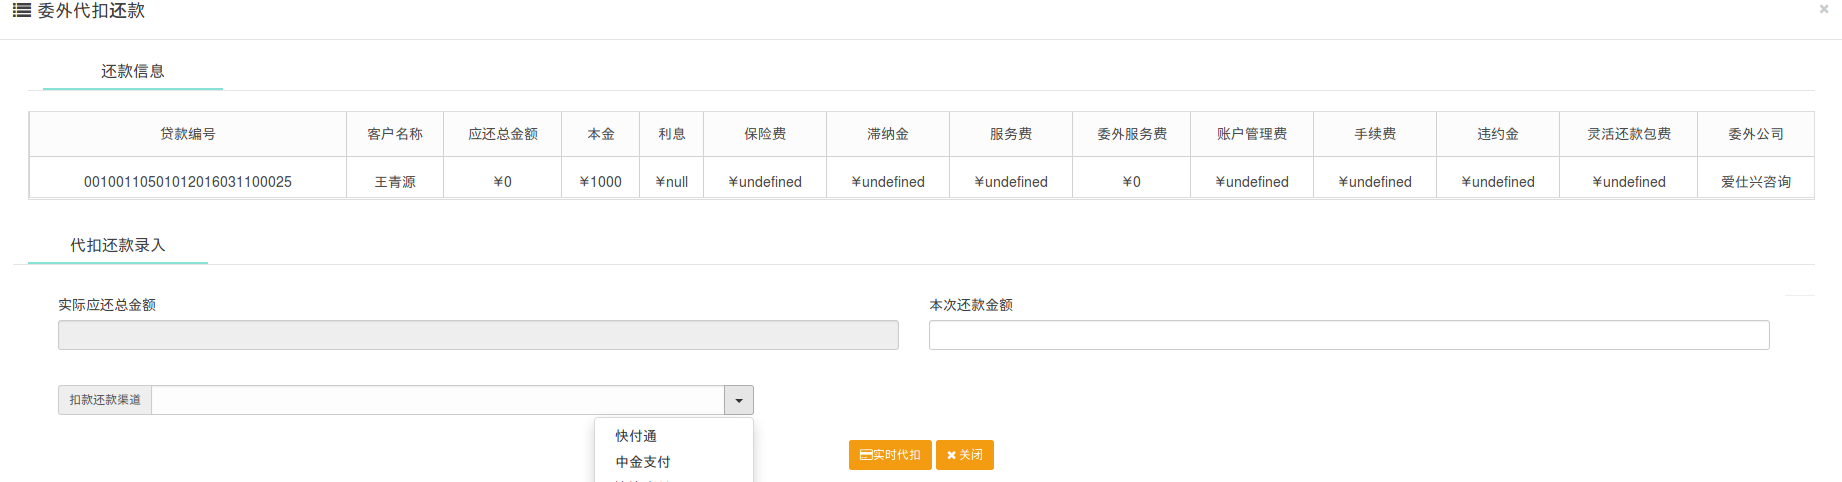 委外代扣还款
还款信息
贷款编号 客户名称 应还总金额 本金 利息 保险费 滞纳金 服务费 委外服务费 账户管理费 手续费 违约金 灵活还款包费 委外公司
00100110501012016031100025 王青源 ¥0 ¥1000 ¥null ¥undefined ¥undefined ¥undefined ¥0 ¥undefined ¥undefined ¥undefined ¥undefined 爱仕兴咨询
代扣还款录入
实际应还总金额 本次还款金额
扣款还款渠道
快付通
中金支付
实时代扣 关闭